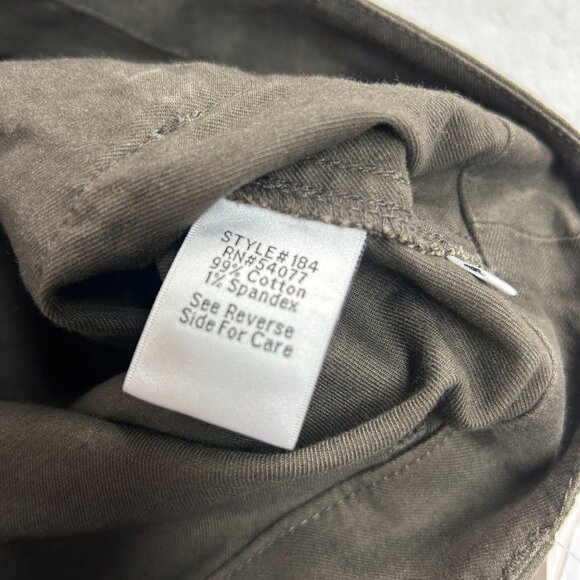 STYLE#184
RN#54077
99% Cotton
1% Spandex
See Reverse
Side For Care